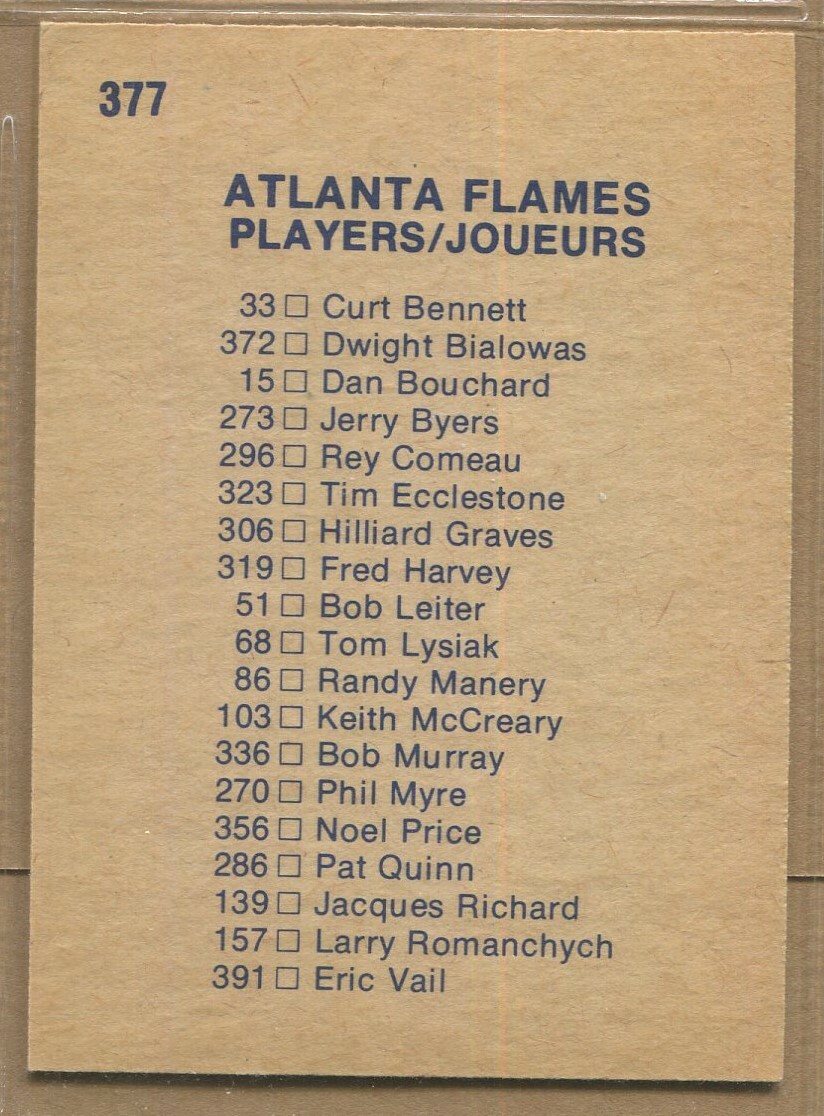 377
ATLANTA FLAMES
PLAYERS/JOUEURS
33 □ Curt Bennett
372 □ Dwight Bialowas
15 □ Dan Bouchard
273 □ Jerry Byers
296 □ Rey Comeau
323 □ Tim Ecclestone
306 □ Hilliard Graves
319 □ Fred Harvey
51 □ Bob Leiter
68 □ Tom Lysiak
86 □ Randy Manery
103 □ Keith McCreary
336 □ Bob Murray
270 □ Phil Myre
356 □ Noel Price
286 □ Pat Quinn
139 □ Jacques Richard
157 □ Larry Romanchych
391 □ Eric Vail